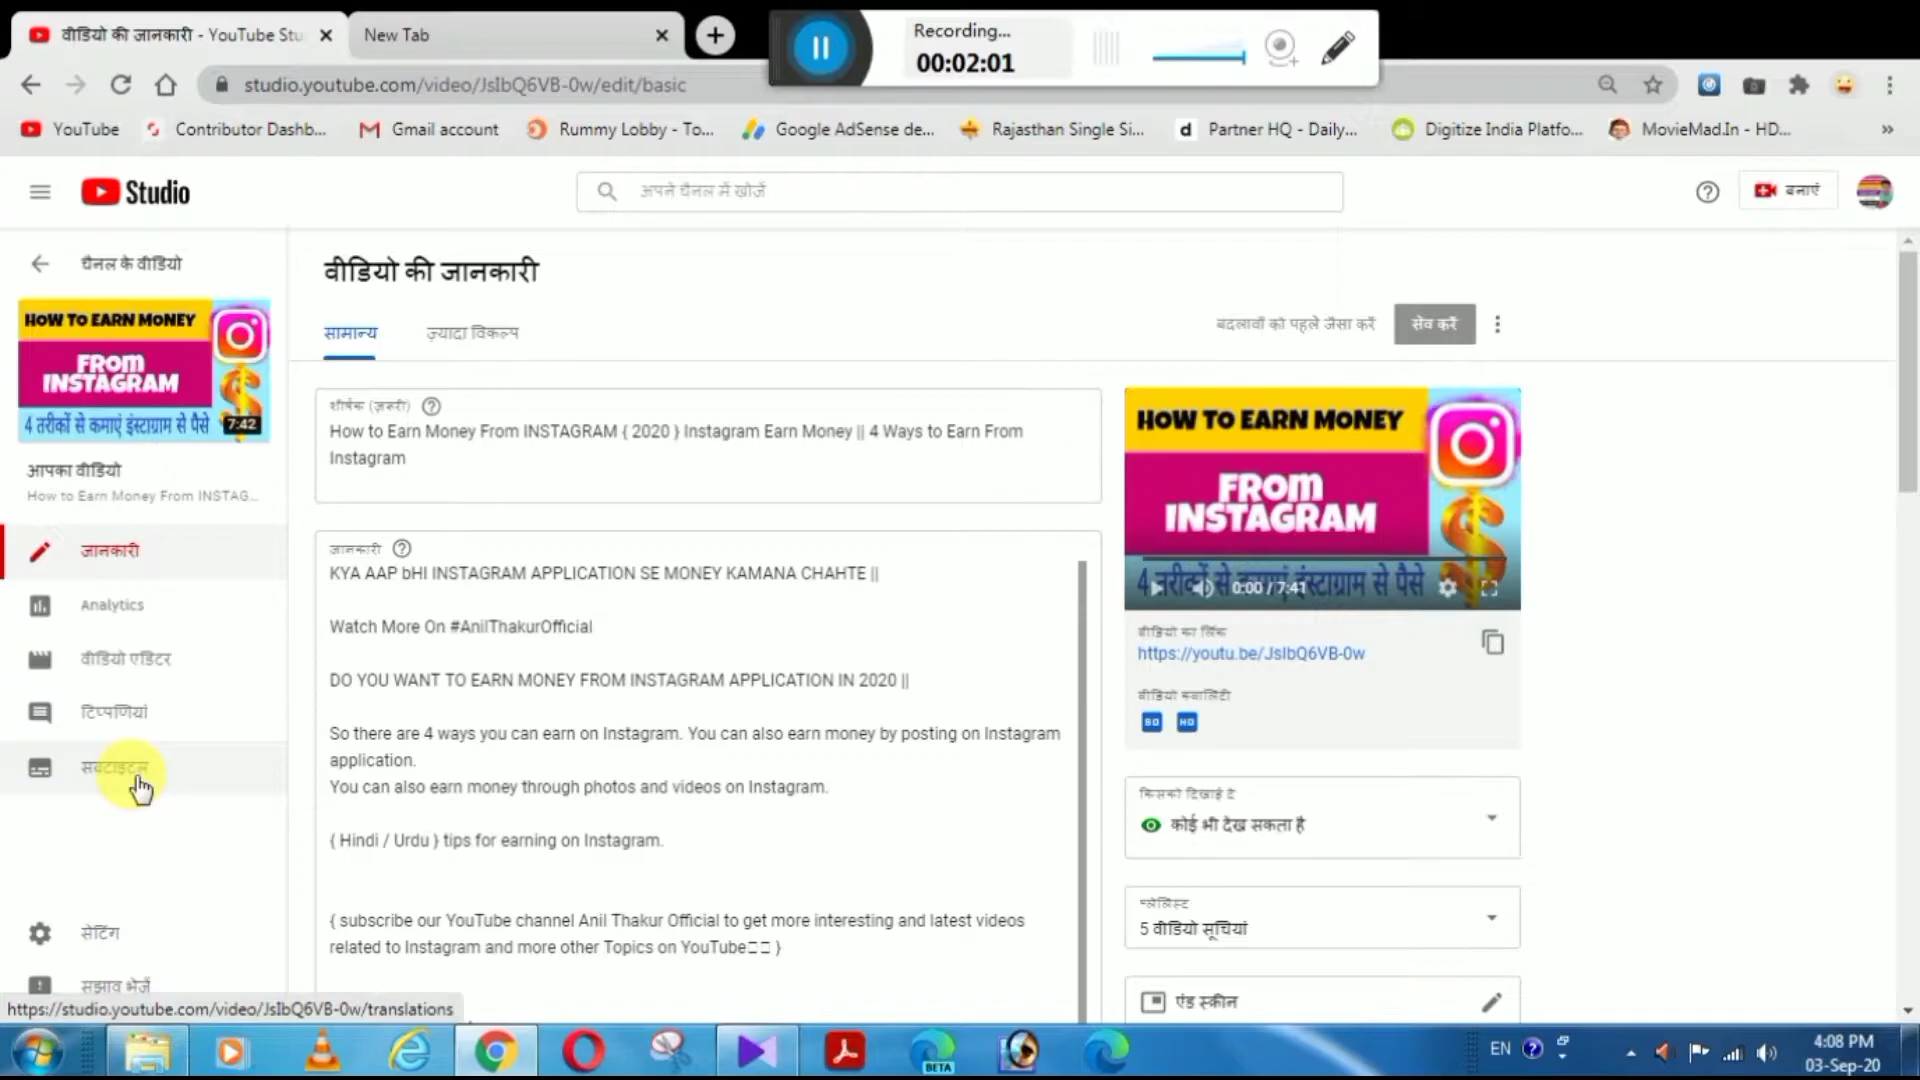 वीडियो की जानकारी - YouTube Stu
New Tab
Recording...
00:02:01
studio.youtube.com/video/JsIbQ6VB-0w/edit/basic
YouTube
Contributor Dashb...
Gmail account
Rummy Lobby - To...
Google AdSense de...
Rajasthan Single Si...
Partner HQ - Daily...
Digitize India Platfo...
MovieMad.In - HD...
Studio
अपने चैनल में खोजें
बनाएं
चैनल के वीडियो
वीडियो की जानकारी
सामान्य
ज़्यादा विकल्प
बदलावों को पहले जैसा करें
सेव करें
HOW TO EARN MONEY
FROM
INSTAGRAM
4 तरीकों से कमाएं इंस्टाग्राम से पैसे
7:42
आपका वीडियो
How to Earn Money From INSTAG...
जानकारी
Analytics
वीडियो एडिटर
टिप्पणियां
सबटाइटल
सेटिंग
सुझाव भेजें
शीर्षक (ज़रूरी)
How to Earn Money From INSTAGRAM { 2020 } Instagram Earn Money || 4 Ways to Earn From
Instagram
जानकारी
KYA AAP bHI INSTAGRAM APPLICATION SE MONEY KAMANA CHAHTE ||
Watch More On #AnilThakurOfficial
DO YOU WANT TO EARN MONEY FROM INSTAGRAM APPLICATION IN 2020 ||
So there are 4 ways you can earn on Instagram. You can also earn money by posting on Instagram
application.
You can also earn money through photos and videos on Instagram.
{ Hindi / Urdu } tips for earning on Instagram.
{ subscribe our YouTube channel Anil Thakur Official to get more interesting and latest videos
related to Instagram and more other Topics on YouTube }
HOW TO EARN MONEY
FROM
INSTAGRAM
4 तरीकों से कमाएं इंस्टाग्राम से पैसे
0:00 / 7:41
वीडियो का लिंक
https://youtu.be/JsIbQ6VB-0w
वीडियो क्वालिटी
SD
HD
किसको दिखाई दे
कोई भी देख सकता है
प्लेलिस्ट
5 वीडियो सूचियां
एंड स्क्रीन
https://studio.youtube.com/video/JsIbQ6VB-0w/translations
BETA
EN
4:08 PM
03-Sep-20